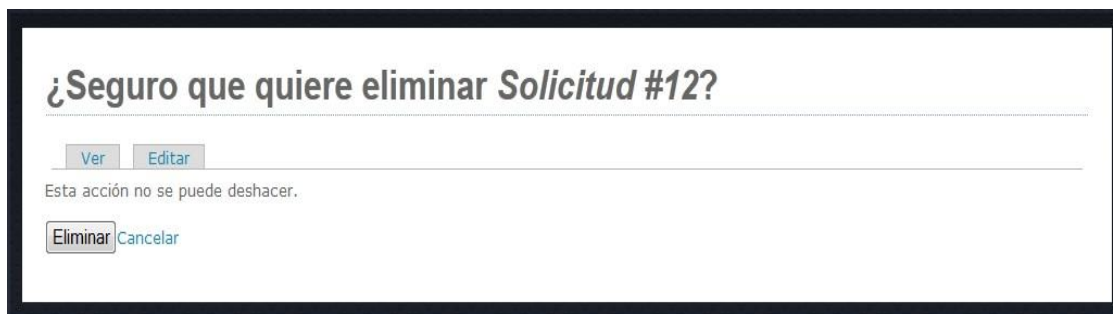 ¿Seguro que quiere eliminar Solicitud #12?
Ver Editar
Esta acción no se puede deshacer.
Eliminar Cancelar